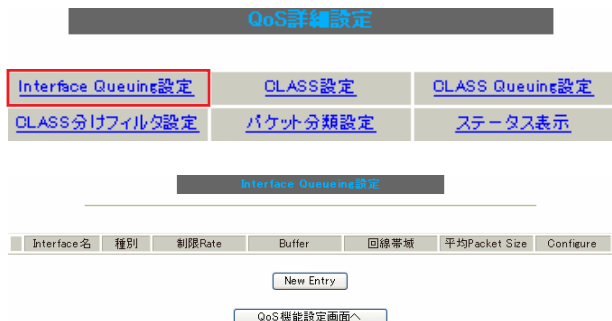 QoS詳細設定
Interface Queuing設定 CLASS設定 CLASS Queuing設定
CLASS分けフィルタ設定 パケット分類設定 ステータス表示
Interface Queueing設定
Interface名 種別 制限Rate Buffer 回線帯域 平均Packet Size Configure
New Entry
QoS機能設定画面へ